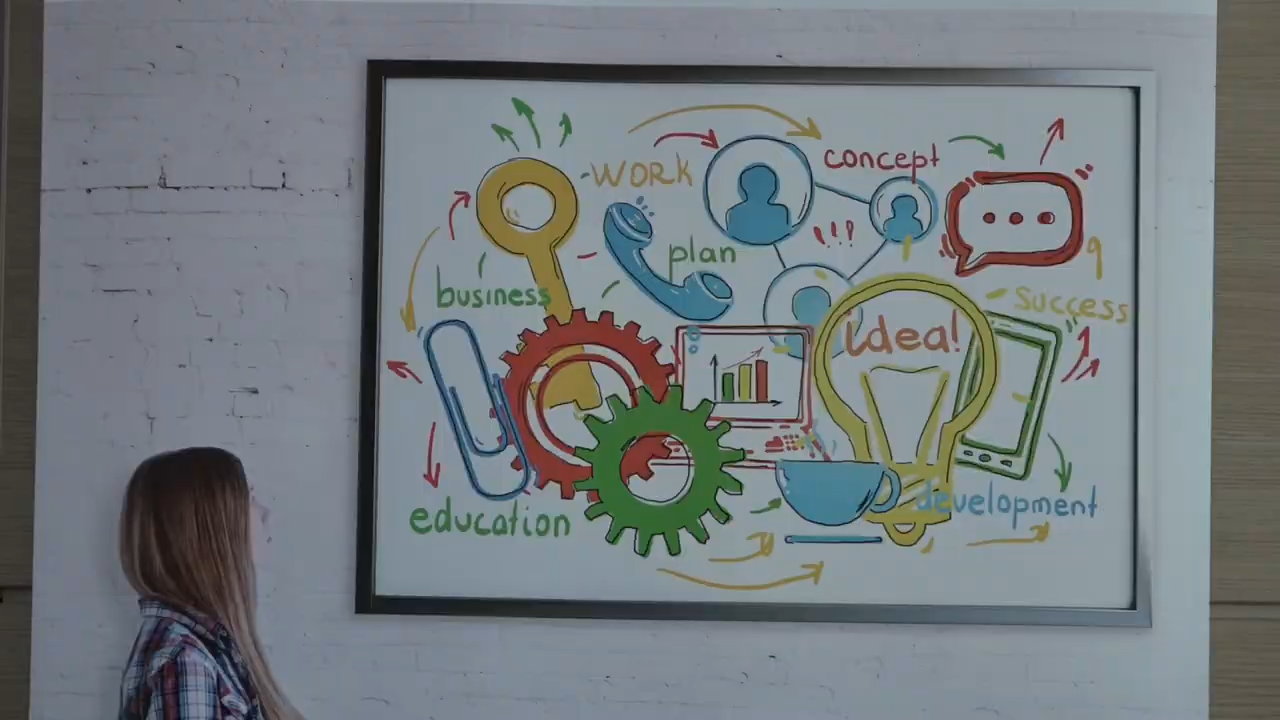 WORK
concept
plan
business
success
idea!
education
development